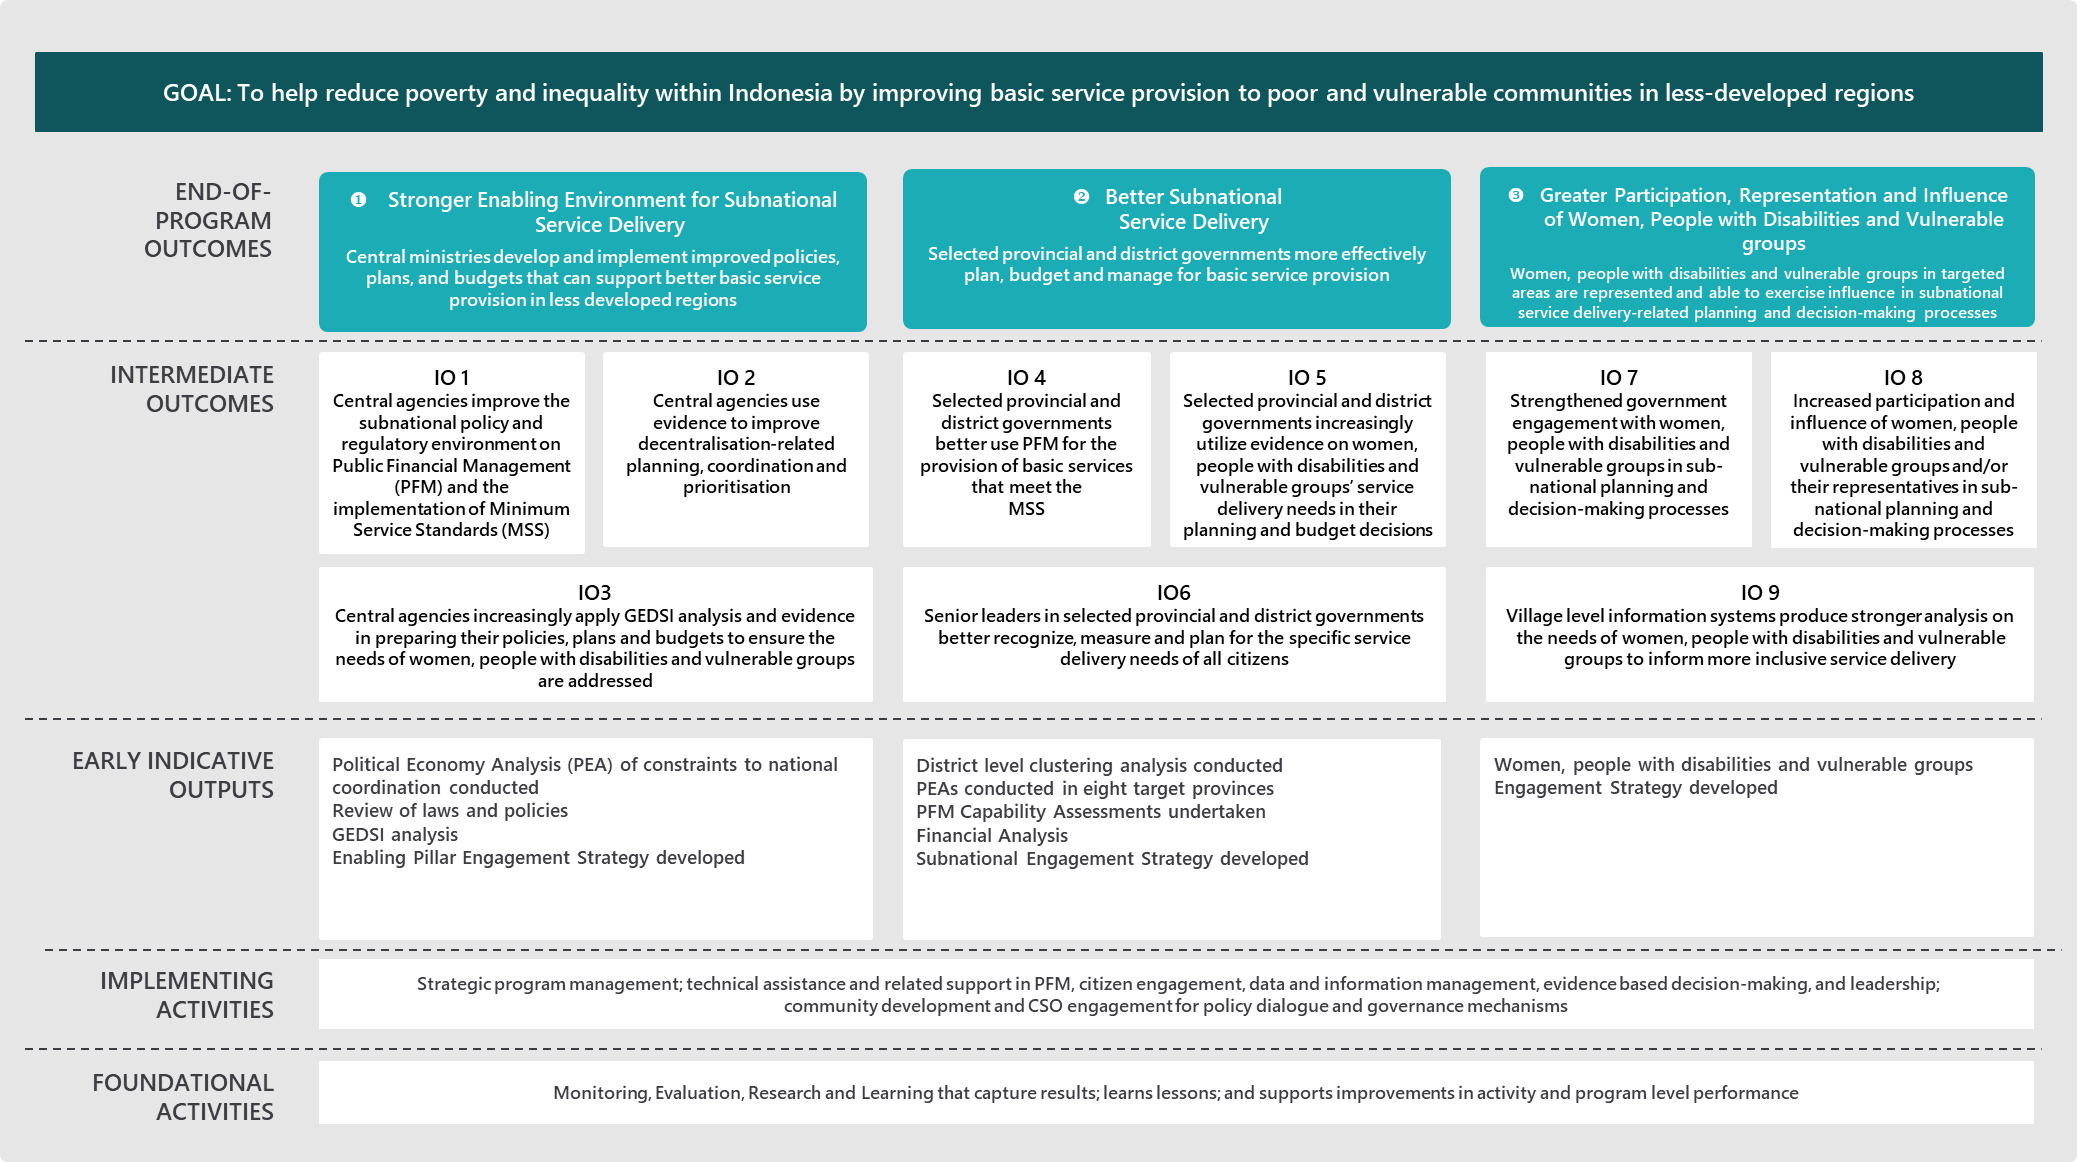 GOAL: To help reduce poverty and inequality within Indonesia by improving basic service provision to poor and vulnerable communities in less-developed regions
END-OF-
PROGRAM
OUTCOMES
❶ Stronger Enabling Environment for Subnational
Service Delivery
Central ministries develop and implement improved policies,
plans, and budgets that can support better basic service
provision in less developed regions
❷ Better Subnational
Service Delivery
Selected provincial and district governments more effectively
plan, budget and manage for basic service provision
❸ Greater Participation, Representation and Influence
of Women, People with Disabilities and Vulnerable
groups
Women, people with disabilities and vulnerable groups in targeted
areas are represented and able to exercise influence in subnational
service delivery-related planning and decision-making processes
INTERMEDIATE
OUTCOMES
IO 1
Central agencies improve the
subnational policy and
regulatory environment on
Public Financial Management
(PFM) and the
implementation of Minimum
Service Standards (MSS)
IO 2
Central agencies use
evidence to improve
decentralisation-related
planning, coordination and
prioritisation
IO 4
Selected provincial and
district governments
better use PFM for the
provision of basic services
that meet the
MSS
IO 5
Selected provincial and district
governments increasingly
utilize evidence on women,
people with disabilities and
vulnerable groups' service
delivery needs in their
planning and budget decisions
IO 7
Strengthened government
engagement with women,
people with disabilities and
vulnerable groups in sub-
national planning and
decision-making processes
IO 8
Increased participation and
influence of women, people
with disabilities and
vulnerable groups and/or
their representatives in sub-
national planning and
decision-making processes
IO3
Central agencies increasingly apply GEDSI analysis and evidence
in preparing their policies, plans and budgets to ensure the
needs of women, people with disabilities and vulnerable groups
are addressed
IO6
Senior leaders in selected provincial and district governments
better recognize, measure and plan for the specific service
delivery needs of all citizens
IO 9
Village level information systems produce stronger analysis on
the needs of women, people with disabilities and vulnerable
groups to inform more inclusive service delivery
EARLY INDICATIVE
OUTPUTS
Political Economy Analysis (PEA) of constraints to national
coordination conducted
Review of laws and policies
GEDSI analysis
Enabling Pillar Engagement Strategy developed
District level clustering analysis conducted
PEAs conducted in eight target provinces
PFM Capability Assessments undertaken
Financial Analysis
Subnational Engagement Strategy developed
Women, people with disabilities and vulnerable groups
Engagement Strategy developed
IMPLEMENTING
ACTIVITIES
Strategic program management; technical assistance and related support in PFM, citizen engagement, data and information management, evidence based decision-making, and leadership;
community development and CSO engagement for policy dialogue and governance mechanisms
FOUNDATIONAL
ACTIVITIES
Monitoring, Evaluation, Research and Learning that capture results; learns lessons; and supports improvements in activity and program level performance